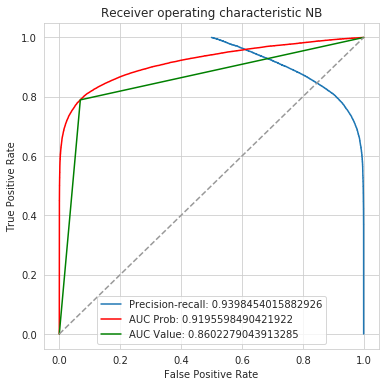 Receiver operating characteristic NB
True Positive Rate
1.0
0.8
0.6
0.4
0.2
0.0
Precision-recall: 0.9398454015882926
AUC Prob: 0.9195598490421922
AUC Value: 0.8602279043913285
0.0 0.2 0.4 0.6 0.8 1.0
False Positive Rate